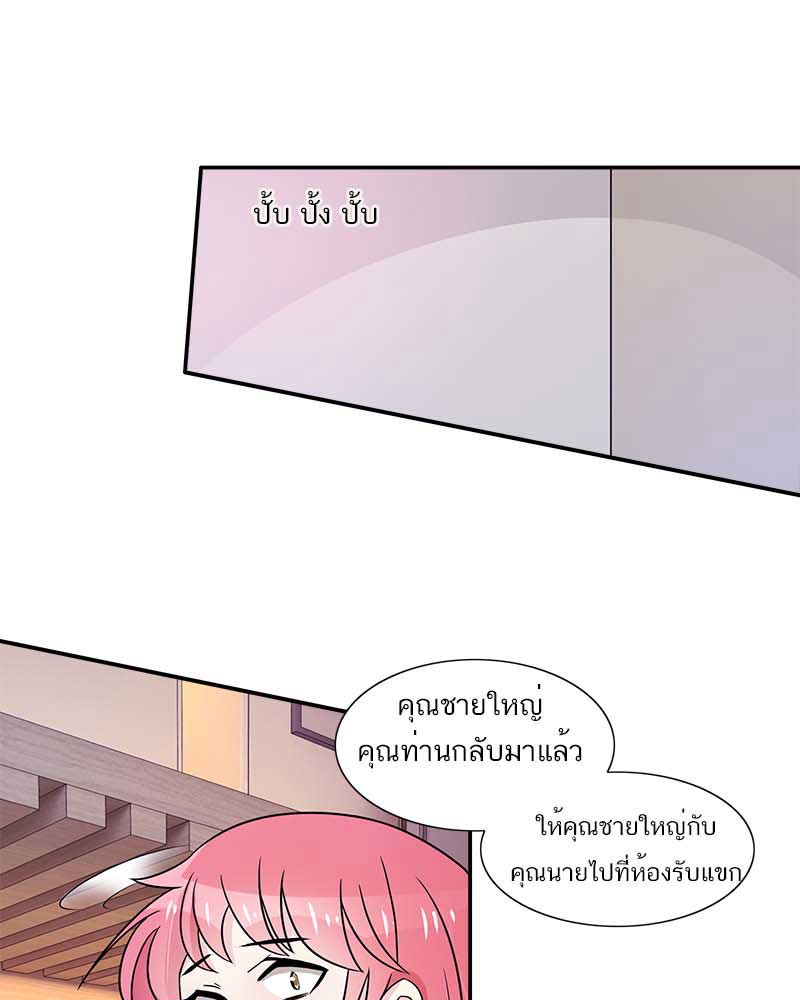 ปั้บ ปั้ง ปั้บ
คุณชายใหญ่
คุณท่านกลับมาแล้ว
ให้คุณชายใหญ่กับ
คุณนายไปที่ห้องรับแขก